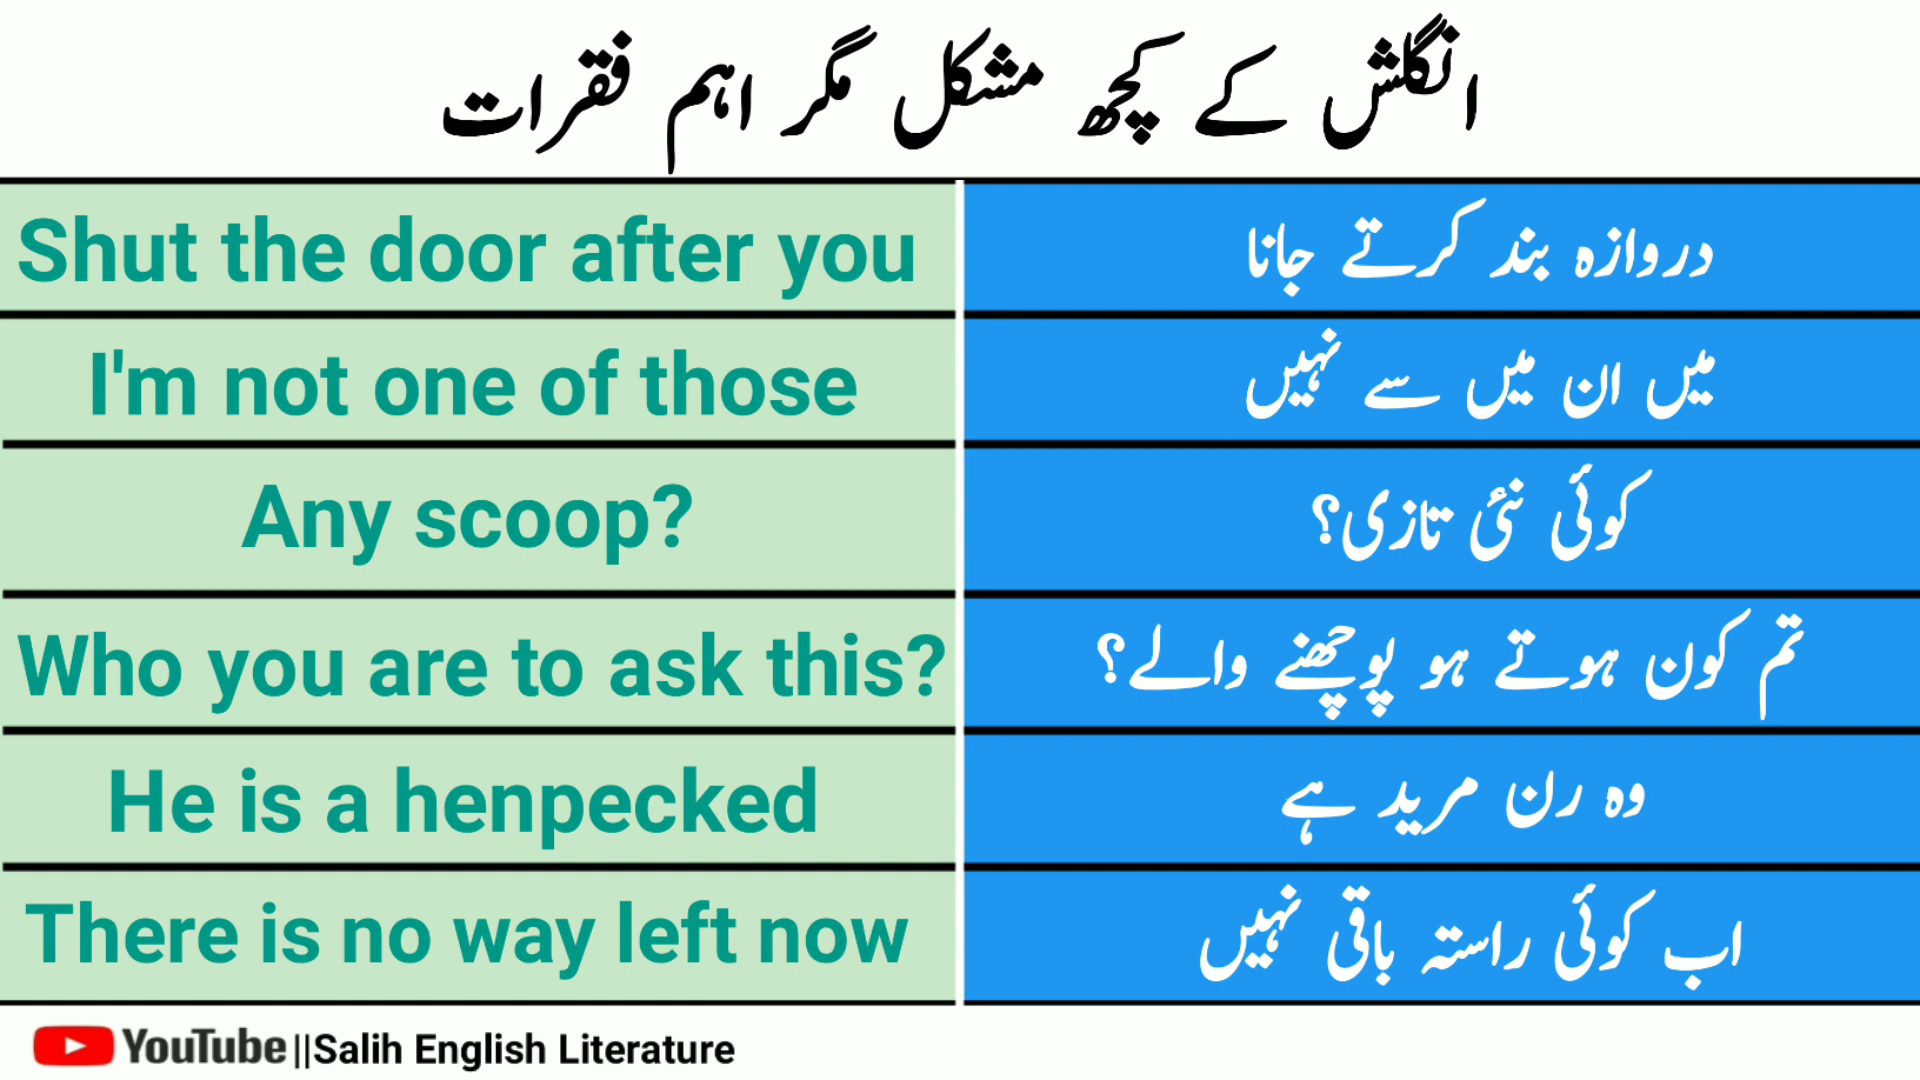 انگلش کے کچھ مشکل مگر اہم فقرات
Shut the door after you
دروازہ بند کرتے جانا
I'm not one of those
میں ان میں سے نہیں
Any scoop?
کوئی نئی تازی؟
Who you are to ask this?
تم کون ہوتے ہو پوچھنے والے؟
He is a henpecked
وہ رن مرید ہے
There is no way left now
اب کوئی راستہ باقی نہیں
YouTube ||Salih English Literature